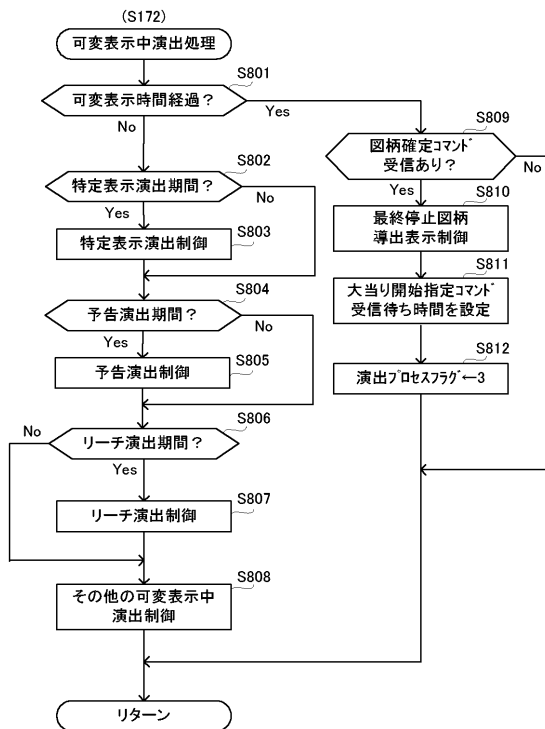 (S172)
可変表示中演出処理
S801
可変表示時間経過?
Yes
No
S802
特定表示演出期間?
No
Yes
S803
特定表示演出制御
S804
予告演出期間?
No
Yes
S805
予告演出制御
S806
No
リーチ演出期間?
Yes
S807
リーチ演出制御
S808
その他の可変表示中
演出制御
リターン
S809
図柄確定ｺﾏﾝﾄﾞ
受信あり?
No
Yes
S810
最終停止図柄
導出表示制御
S811
大当り開始指定ｺﾏﾝﾄﾞ
受信待ち時間を設定
S812
演出ﾌﾟﾛｾｽﾌﾗｸﾞ←3